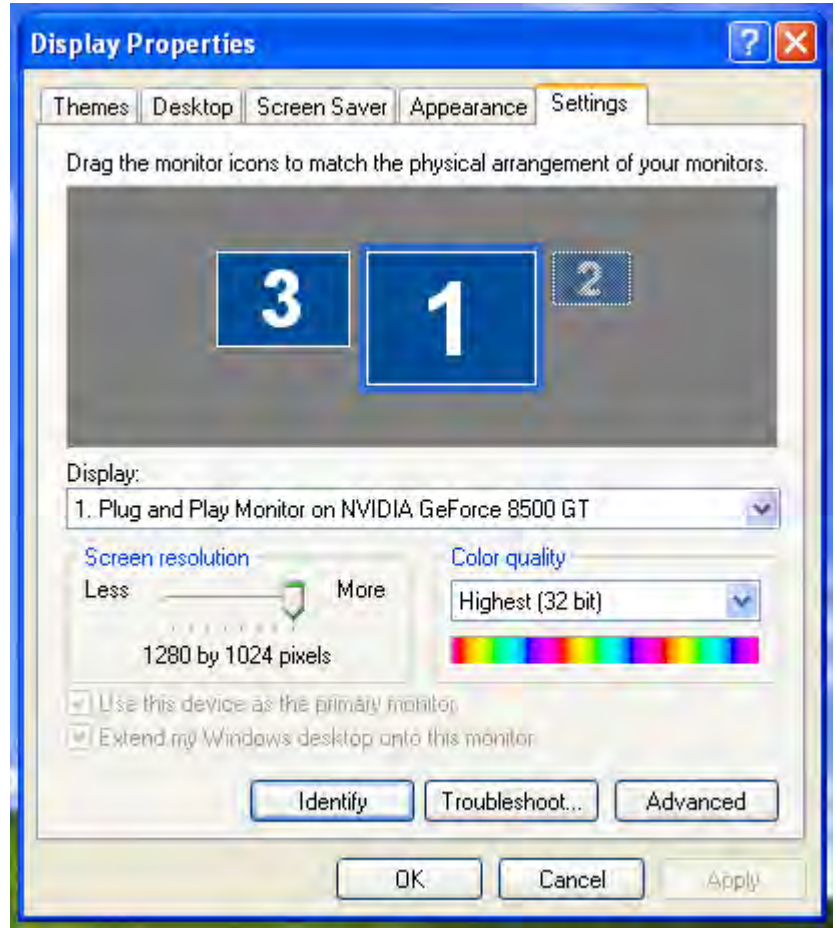 Display Properties
Themes Desktop Screen Saver Appearance Settings
Drag the monitor icons to match the physical arrangement of your monitors.
3 1 2
Display:
1. Plug and Play Monitor on NVIDIA GeForce 8500 GT
Screen resolution Color quality
Less More Highest (32 bit)
1280 by 1024 pixels
Use this device as the primary monitor.
Extend my Windows desktop onto this monitor.
Identify Troubleshoot... Advanced
OK Cancel Apply